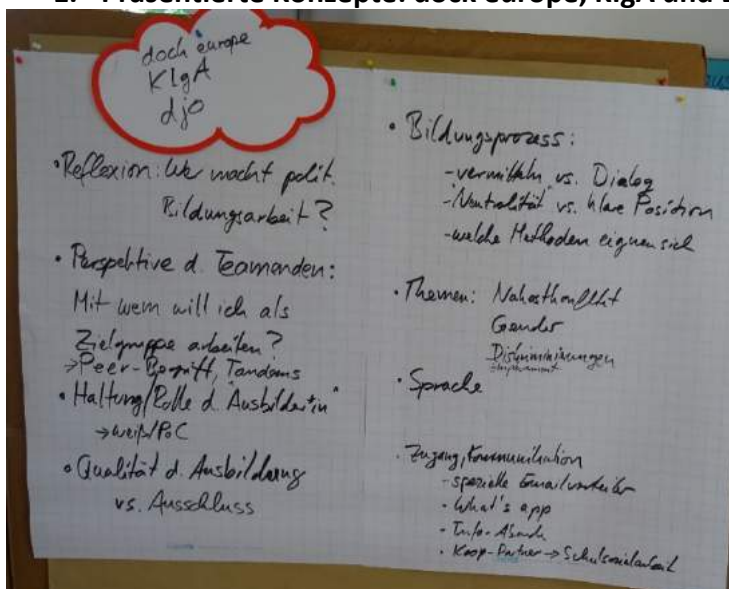 doch europe
KIgA
djo
• Reflexion: Wer macht polit.
Bildungsarbeit?
• Perspektive d. Teamenden:
Mit wem will ich als
Zielgruppe arbeiten?
→ Peer-Begriff, Tandems
• Haltung/Rolle d. "Ausbilder*in"
→ weiß/PoC
• Qualität d. Ausbildung
vs. Ausschluss
• Bildungsprozess:
- vermitteln vs. Dialog
- "Neutralität" vs. klare Position
- welche Methoden eignen sich
• Themen: Nahostkonflikt
Gender
Diskriminierungen
Empowerment
• Sprache
• Zugang, Kommunikation
- spezielle Emailverteiler
• What's app
• Info-Abende
• Koop-Partner → Schulsozialarbeit